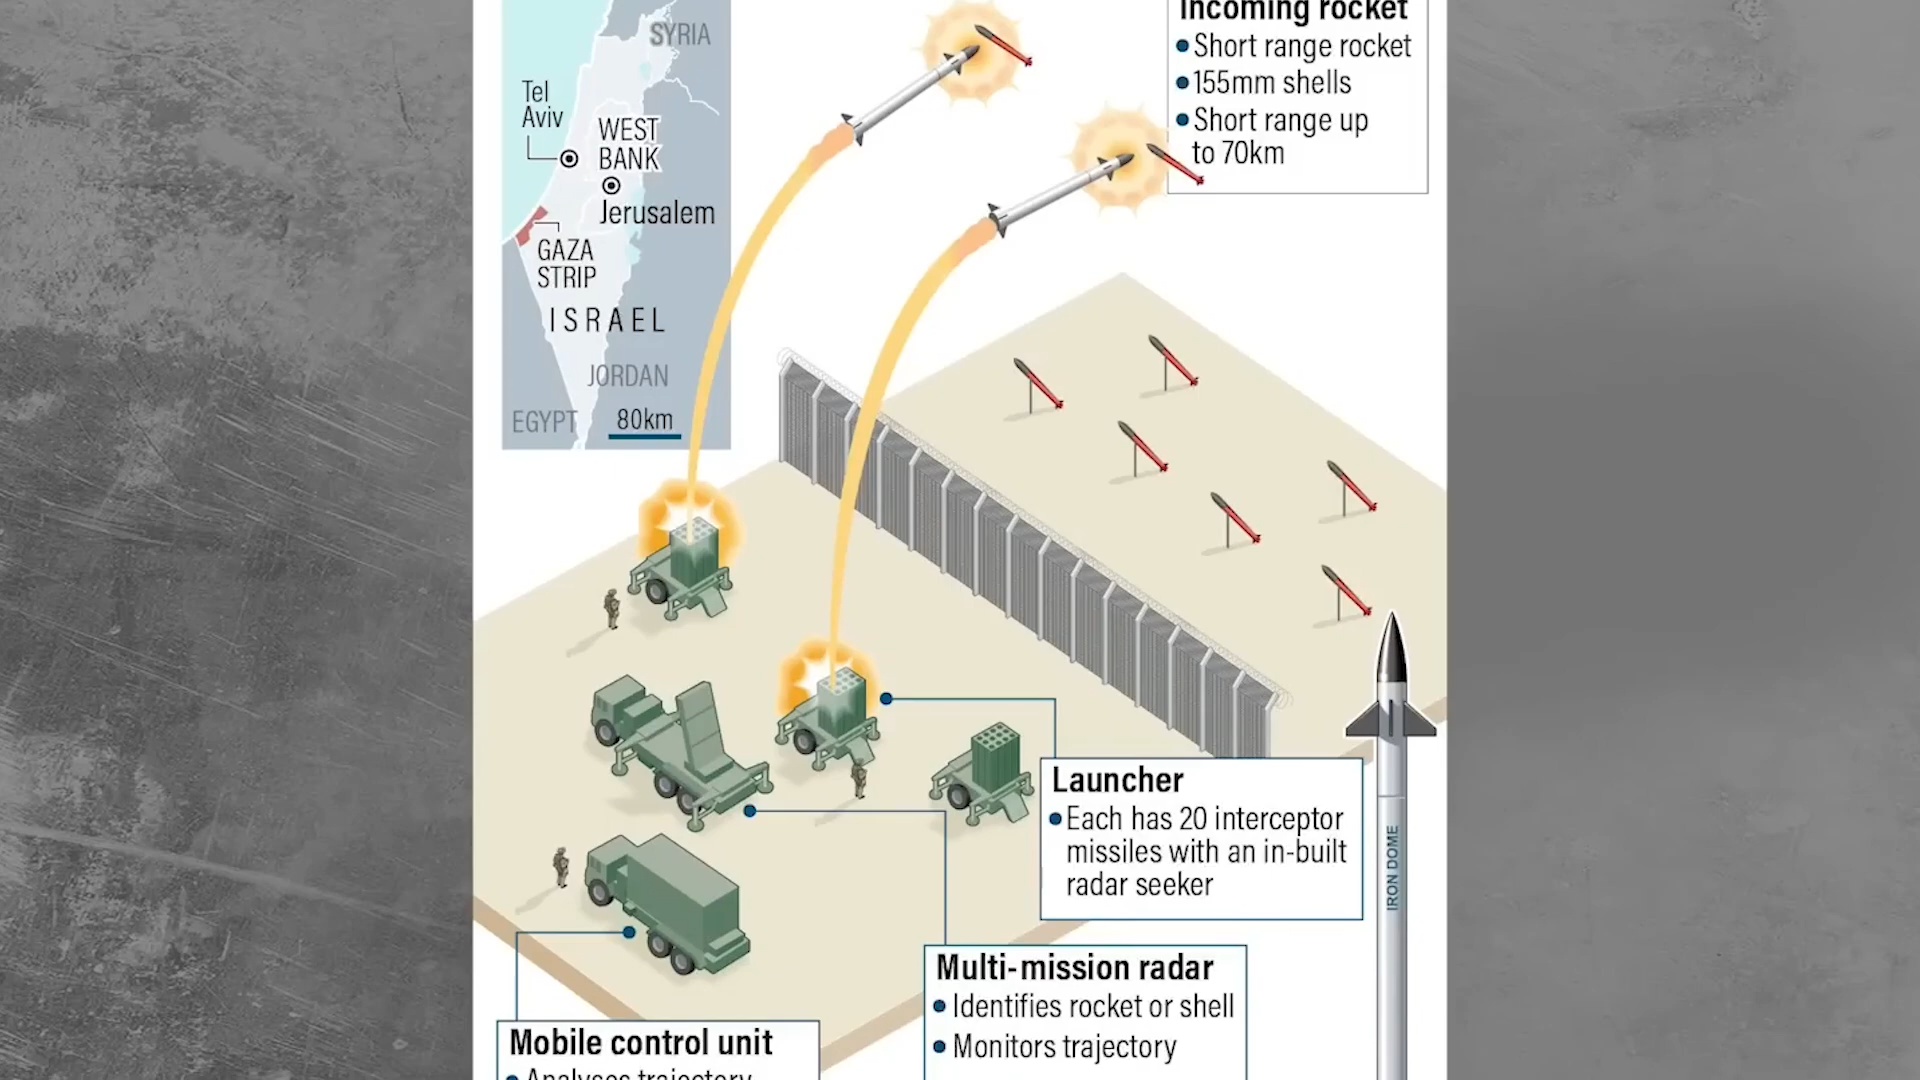 SYRIA
Tel
Aviv
WEST
BANK
Jerusalem
GAZA
STRIP
ISRAEL
JORDAN
EGYPT
80km
Incoming rocket
Short range rocket
155mm shells
Short range up
to 70km
Launcher
Each has 20 interceptor
missiles with an in-built
radar seeker
IRON DOME
Multi-mission radar
Identifies rocket or shell
Monitors trajectory
Mobile control unit
Analyses trajectory